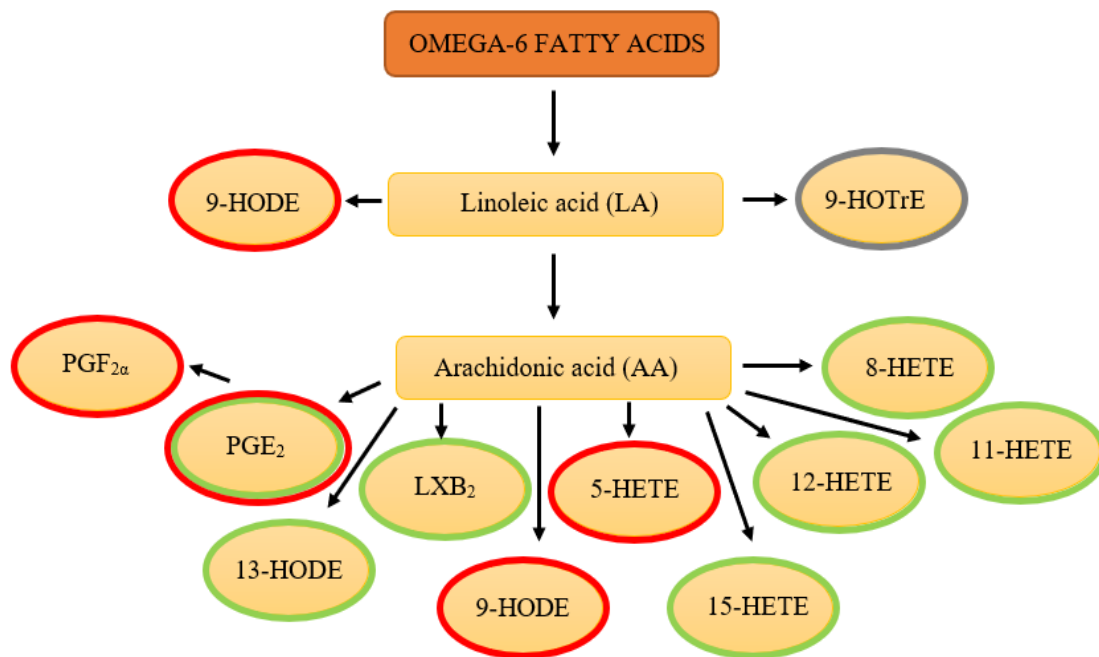 OMEGA-6 FATTY ACIDS
9-HODE
Linoleic acid (LA)
9-HOTrE
PGF2α
Arachidonic acid (AA)
8-HETE
PGE2
LXB2
5-HETE
12-HETE
11-HETE
13-HODE
9-HODE
15-HETE